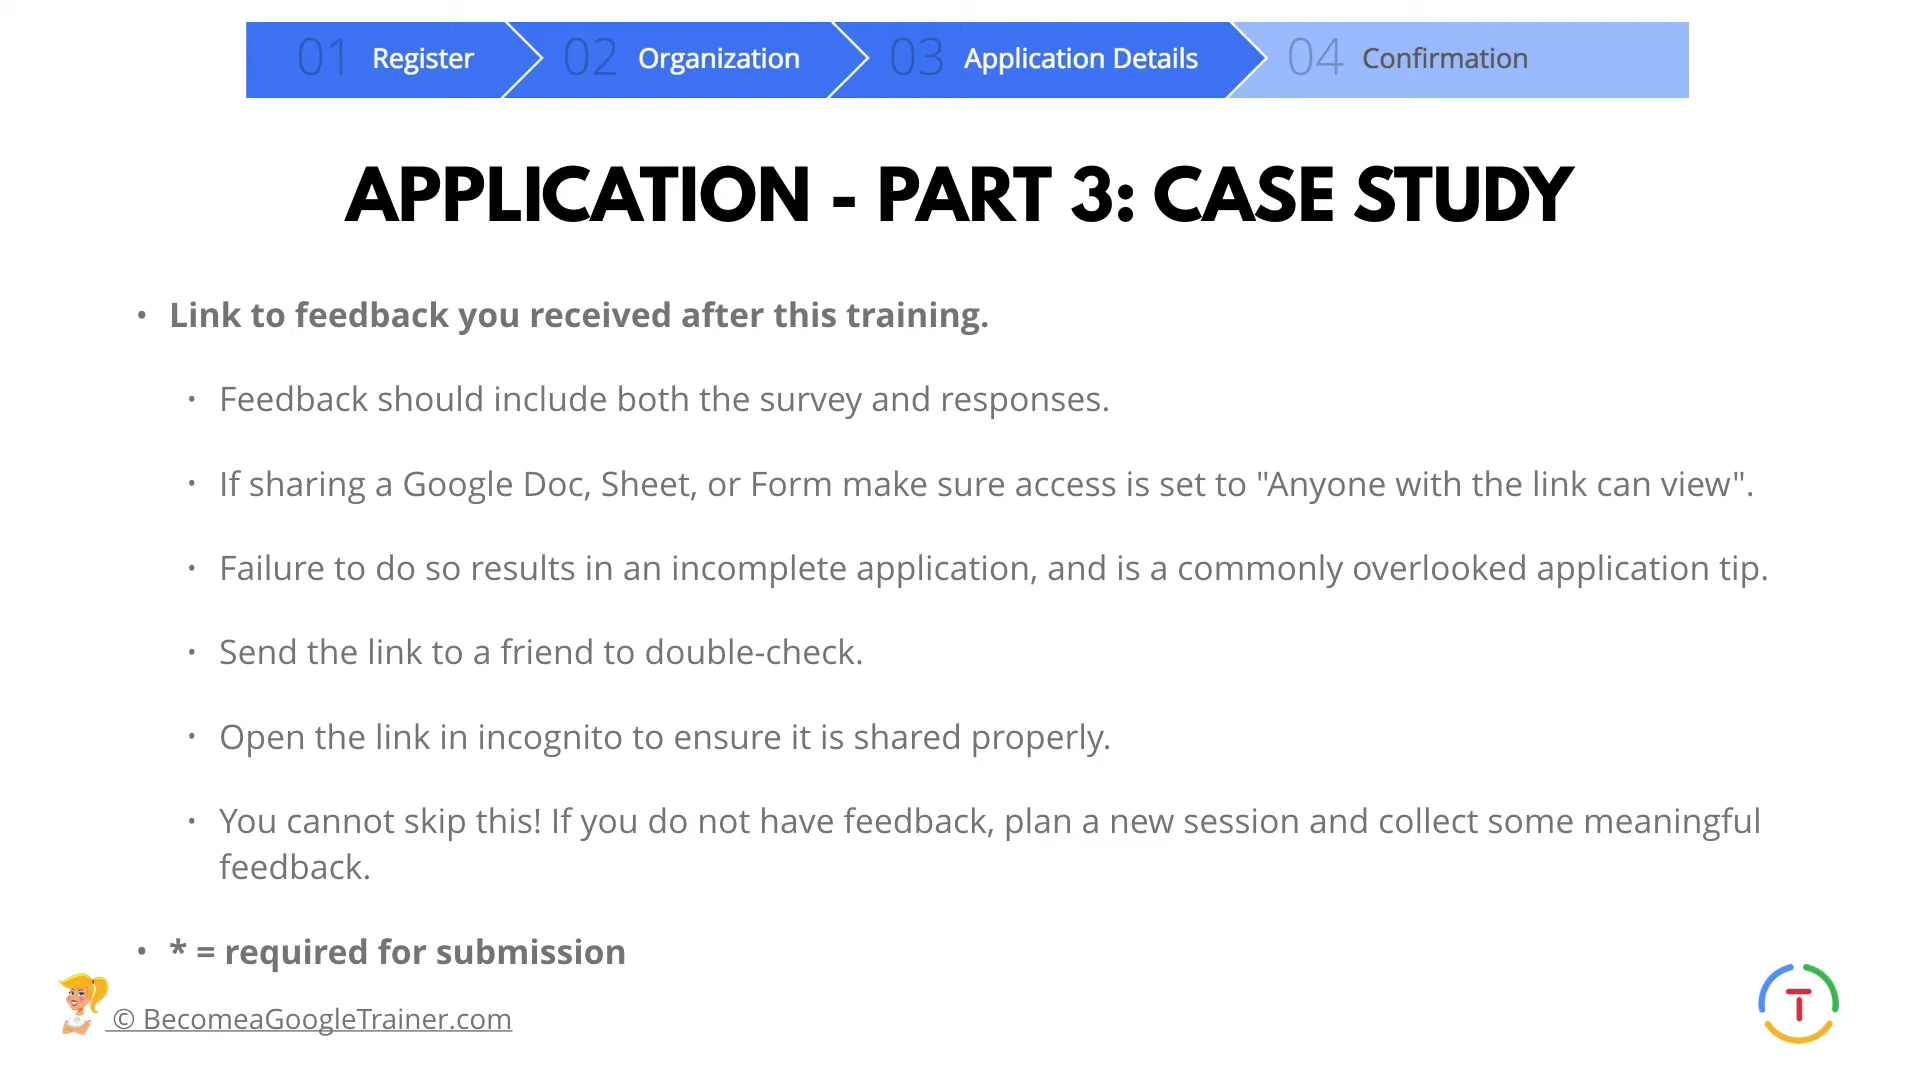 01 Register 02 Organization 03 Application Details 04 Confirmation
APPLICATION - PART 3: CASE STUDY
• Link to feedback you received after this training.
• Feedback should include both the survey and responses.
• If sharing a Google Doc, Sheet, or Form make sure access is set to "Anyone with the link can view".
• Failure to do so results in an incomplete application, and is a commonly overlooked application tip.
• Send the link to a friend to double-check.
• Open the link in incognito to ensure it is shared properly.
• You cannot skip this! If you do not have feedback, plan a new session and collect some meaningful
feedback.
• * = required for submission
© BecomeaGoogleTrainer.com
T